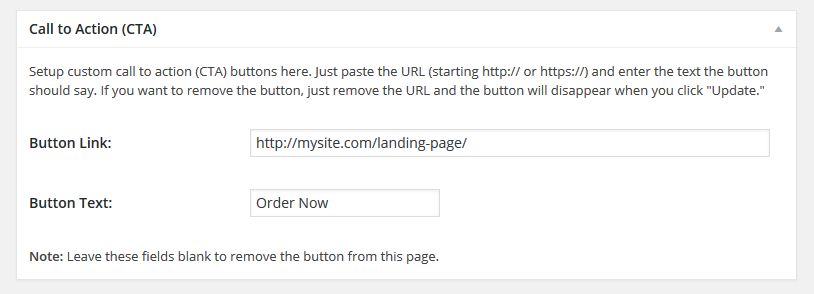 Call to Action (CTA)
Setup custom call to action (CTA) buttons here. Just paste the URL (starting http:// or https://) and enter the text the button
should say. If you want to remove the button, just remove the URL and the button will disappear when you click "Update."
Button Link: http://mysite.com/landing-page/
Button Text: Order Now
Note: Leave these fields blank to remove the button from this page.